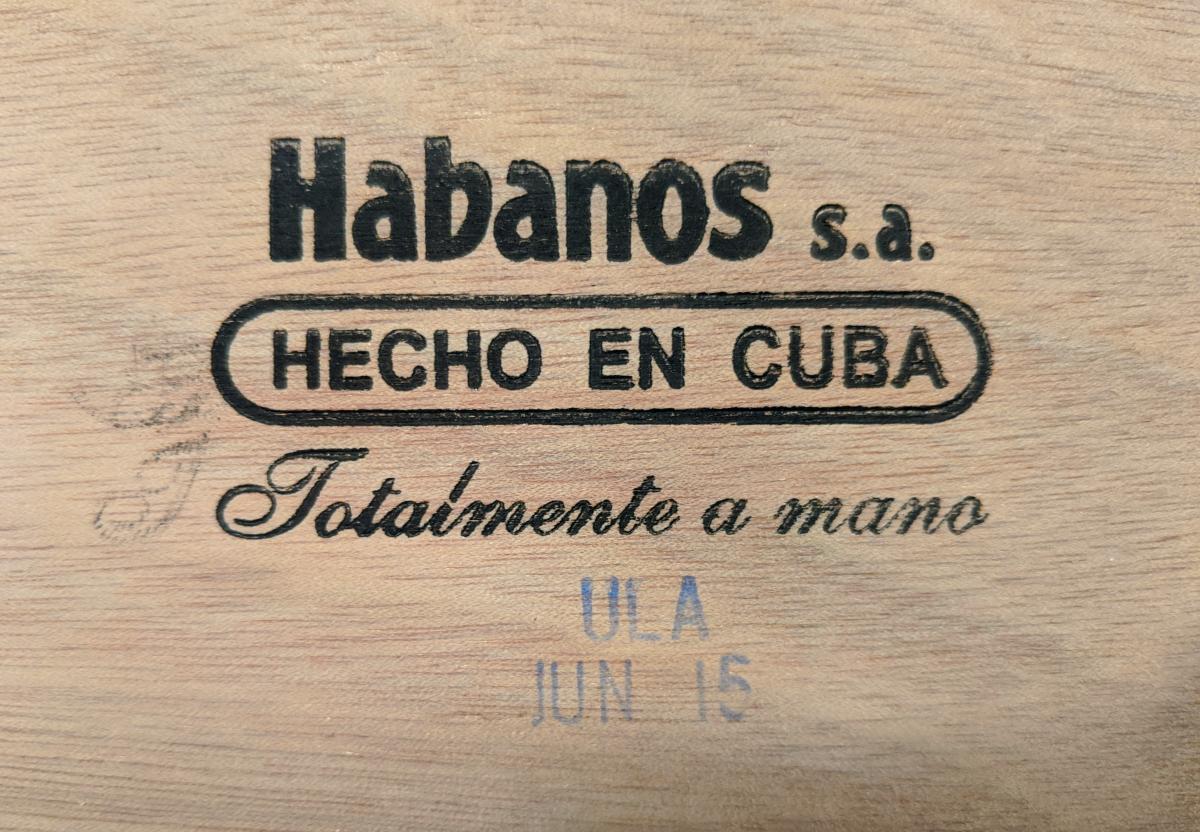 Habanos s.a.
HECHO EN CUBA
Totalmente a mano
ULA
JUN 15